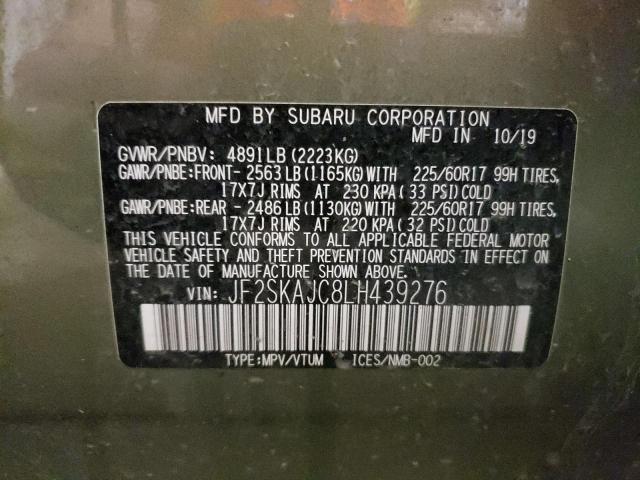 MFD BY SUBARU CORPORATION
MFD IN 10/19
GVWR/PNBV: 4891LB(2223KG)
GAWR/PNBE:FRONT- 2563LB(1165KG)WITH 225/60R17 99H TIRES,
17X7J RIMS AT 230 KPA( 33 PSI)COLD
GAWR/PNBE:REAR - 2486LB(1130KG)WITH 225/60R17 99H TIRES,
17X7J RIMS AT 220 KPA( 32 PSI)COLD
THIS VEHICLE CONFORMS TO ALL APPLICABLE FEDERAL MOTOR
VEHICLE SAFETY AND THEFT PREVENTION STANDARDS IN EFFECT
ON THE DATE OF MANUFACTURE SHOWN ABOVE.
VIN: JF2SKAJC8LH439276
TYPE:MPV/VTUM ICES/NMB-002